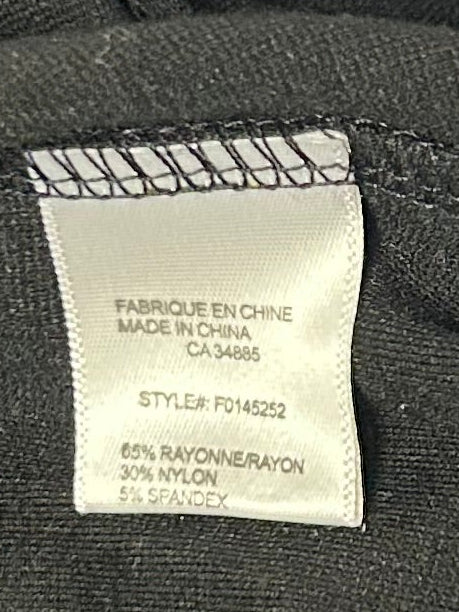 FABRIQUE EN CHINE
MADE IN CHINA
CA 34885
STYLE#: F0145252
65% RAYONNE/RAYON
30% NYLON
5% SPANDEX